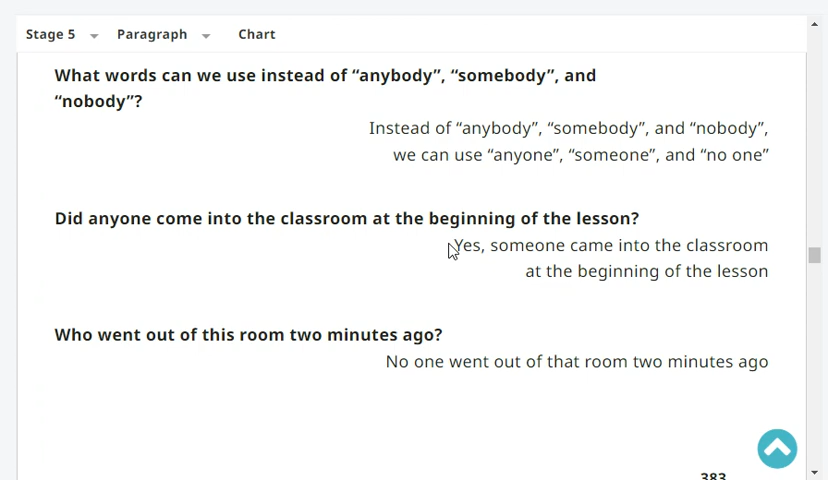 Stage 5 Paragraph Chart
What words can we use instead of “anybody”, “somebody”, and
“nobody”?
Instead of “anybody”, “somebody”, and “nobody”,
we can use “anyone”, “someone”, and “no one”
Did anyone come into the classroom at the beginning of the lesson?
Yes, someone came into the classroom
at the beginning of the lesson
Who went out of this room two minutes ago?
No one went out of that room two minutes ago
383